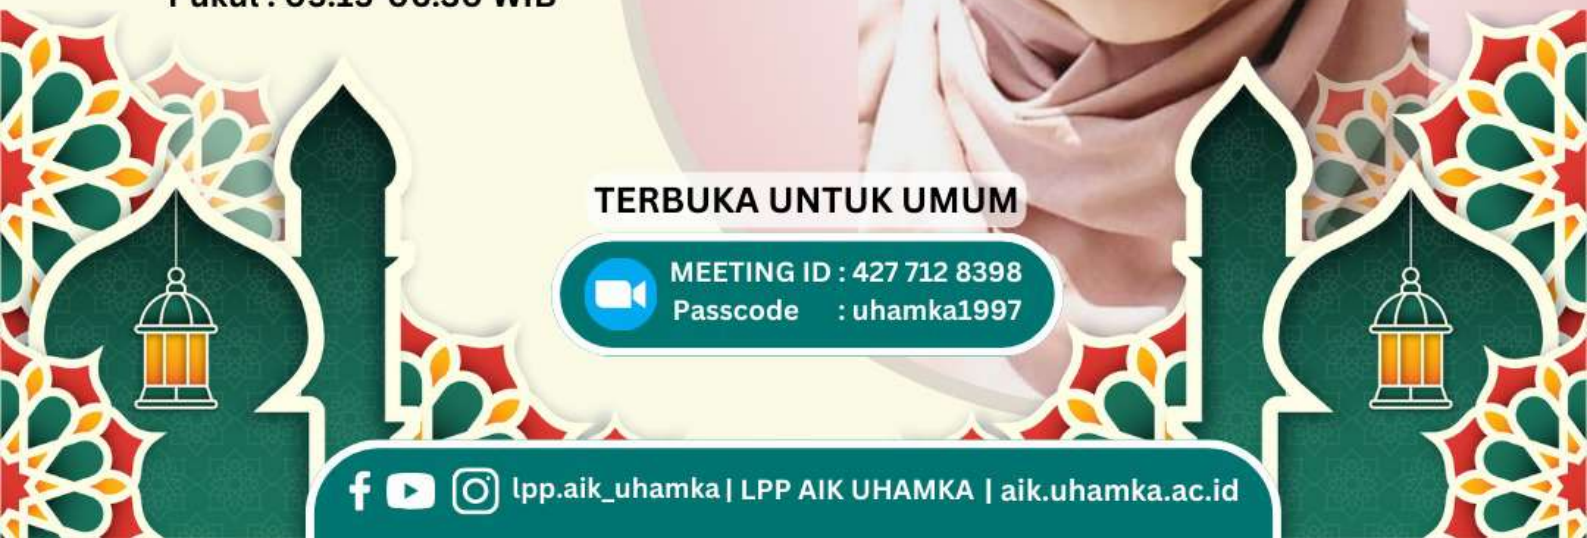 TERBUKA UNTUK UMUM
MEETING ID : 427 712 8398
Passcode : uhamka1997
lpp.aik_uhamka | LPP AIK UHAMKA | aik.uhamka.ac.id